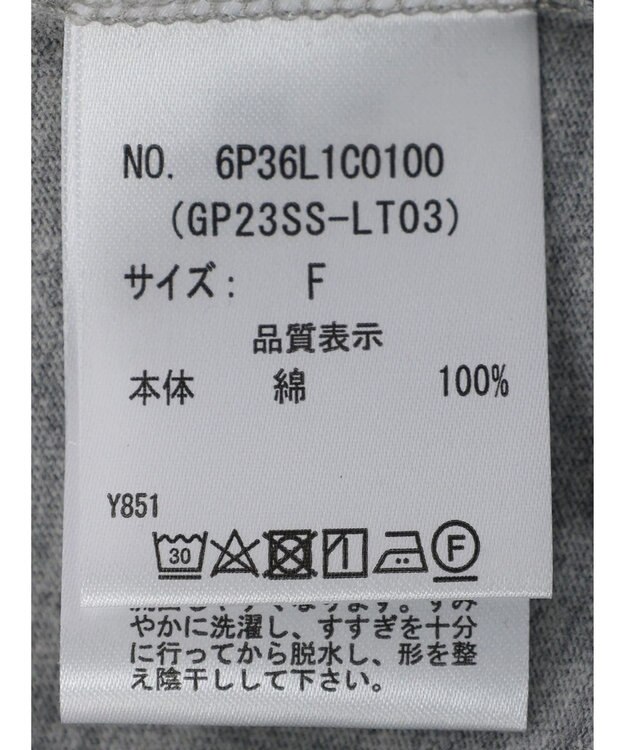 NO. 6P36L1C0100
(GP23SS-LT03)
サイズ: F
品質表示
本体 綿 100%
Y851
30
F
やかに洗濯し、すすぎを十分
に行ってから脱水し、形を整
え陰干しして下さい。